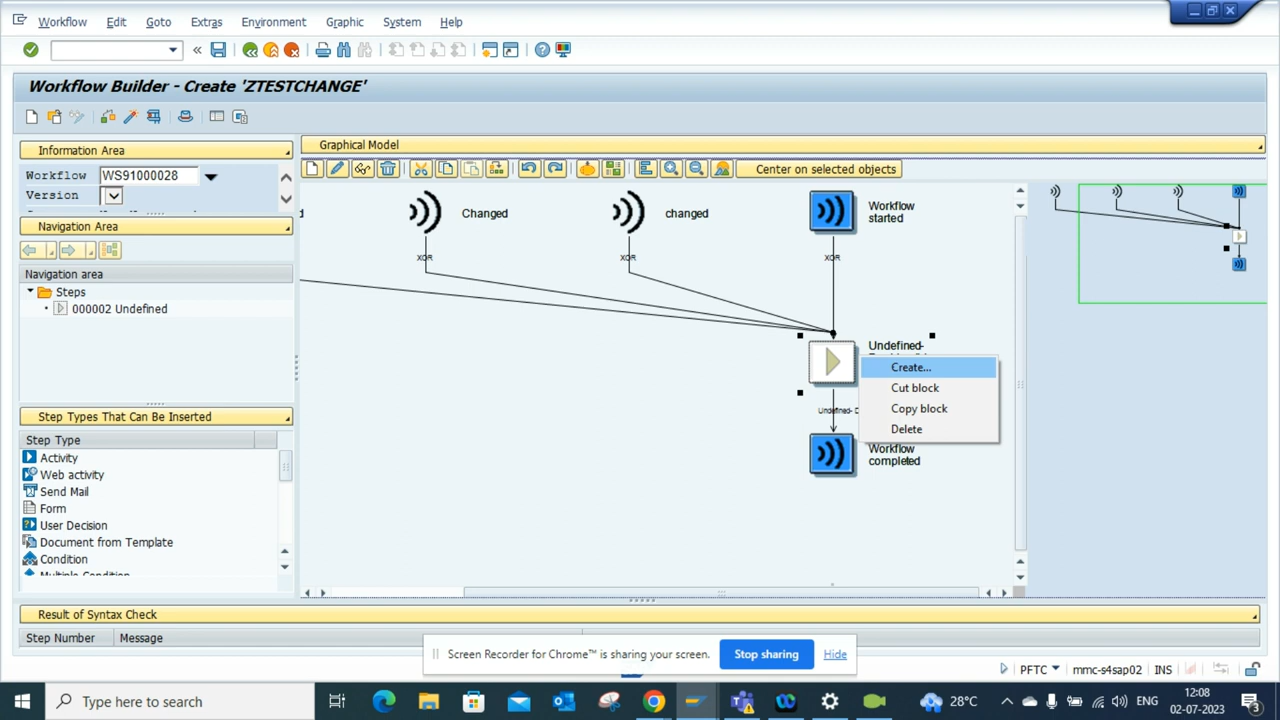 Workflow Edit Goto Extras Environment Graphic System Help
Workflow Builder - Create 'ZTESTCHANGE'
Information Area
Workflow WS91000028
Version
Navigation Area
Navigation area
Steps
000002 Undefined
Step Types That Can Be Inserted
Step Type
Activity
Web activity
Send Mail
Form
User Decision
Document from Template
Condition
Multiple Condition
Graphical Model
Center on selected objects
d
Changed
changed
Workflow
started
XOR
XOR
XOR
Undefined-
Create...
Cut block
Copy block
Delete
Undefined- D
Workflow
completed
Result of Syntax Check
Step Number Message
Screen Recorder for Chrome™ is sharing your screen. Stop sharing Hide
PFTC mmc-s4sap02 INS
Type here to search
28°C
ENG
12:08
02-07-2023
3